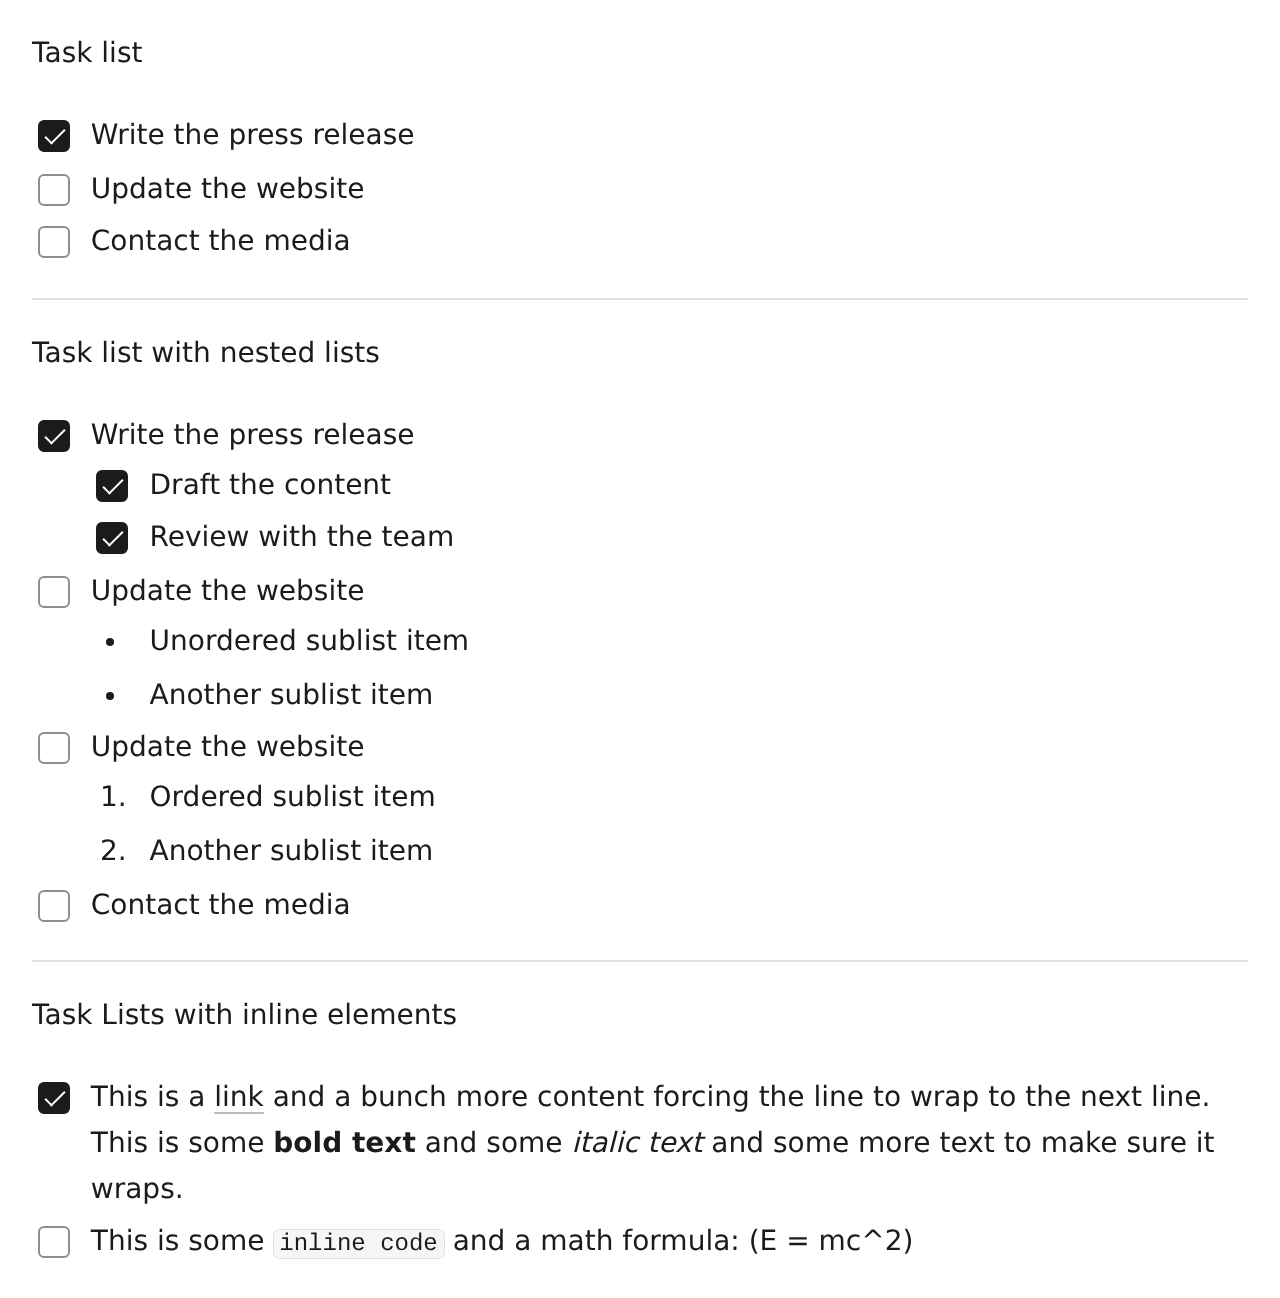 Task list
Write the press release
Update the website
Contact the media
Task list with nested lists
Write the press release
Draft the content
Review with the team
Update the website
• Unordered sublist item
• Another sublist item
Update the website
1. Ordered sublist item
2. Another sublist item
Contact the media
Task Lists with inline elements
This is a link and a bunch more content forcing the line to wrap to the next line.
This is some bold text and some italic text and some more text to make sure it
wraps.
This is some inline code and a math formula: (E = mc^2)